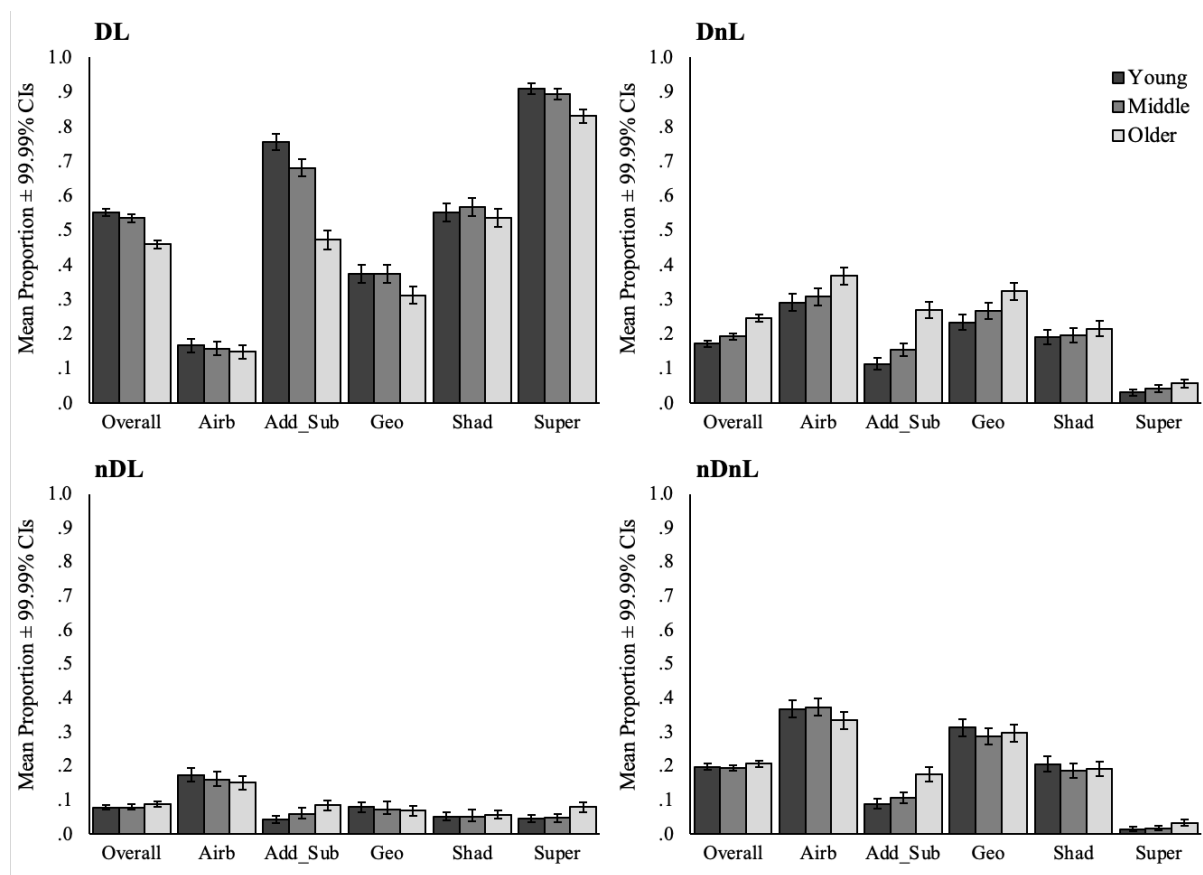 DL
Mean Proportion ± 99.99% CIs
1.0
.9
.8
.7
.6
.5
.4
.3
.2
.1
.0
Overall Airb Add_Sub Geo Shad Super
DnL
Mean Proportion ± 99.99% CIs
1.0
.9
.8
.7
.6
.5
.4
.3
.2
.1
.0
Young
Middle
Older
Overall Airb Add_Sub Geo Shad Super
nDL
Mean Proportion ± 99.99% CIs
1.0
.9
.8
.7
.6
.5
.4
.3
.2
.1
.0
Overall Airb Add_Sub Geo Shad Super
nDnL
Mean Proportion ± 99.99% CIs
1.0
.9
.8
.7
.6
.5
.4
.3
.2
.1
.0
Overall Airb Add_Sub Geo Shad Super